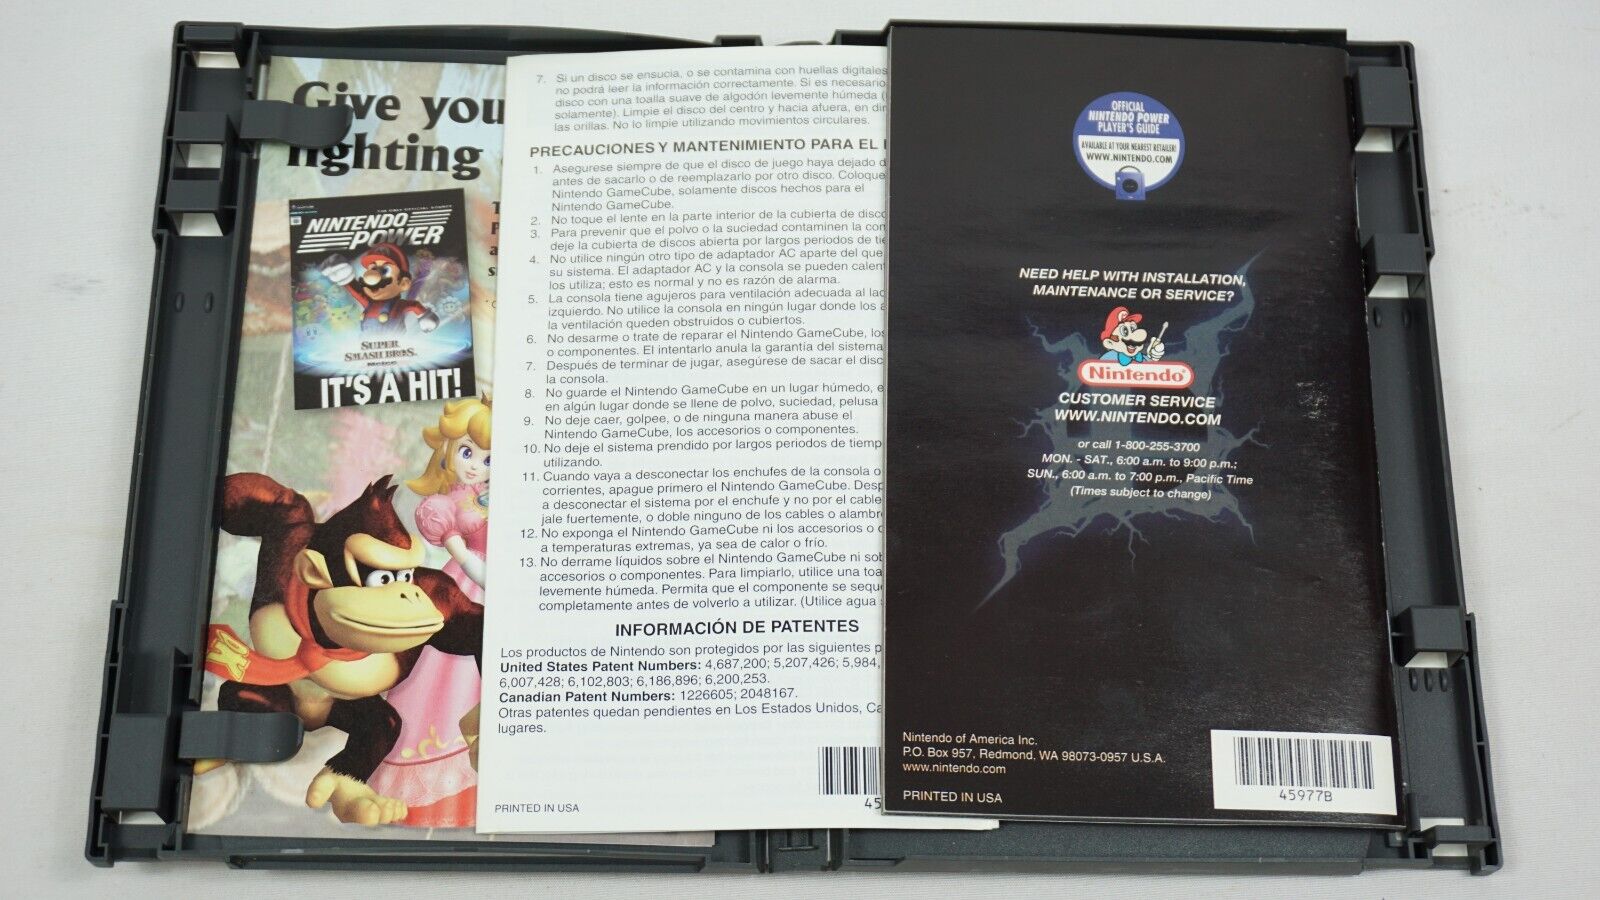 Give you
fighting
NINTENDO
POWER
SUPER
SMASH BROS.
IT'S A HIT!
7. Si un disco se ensucia, o se contamina con huellas digitales
no podrá leer la información correctamente. Si es necesario
disco con una toalla suave de algodón levemente húmeda
solamente). Limpie el disco del centro y hacia afuera, en
las orillas. No lo limpie utilizando movimientos circulares.
PRECAUCIONES Y MANTENIMIENTO PARA EL
1. Asegurese siempre de que el disco de juego haya dejado d
antes de sacarlo o de reemplazarlo por otro disco. Coloque
Nintendo GameCube, solamente discos hechos para el
Nintendo GameCube.
2. No toque el lente en la parte interior de la cubierta de disco
3. Para prevenir que el polvo o la suciedad contaminen la con
deje la cubierta de discos abierta por largos periodos de tie
4. No utilice ningún otro tipo de adaptador AC aparte del que
su sistema. El adaptador AC y la consola se pueden calent
los utiliza; esto es normal y no es razón de alarma.
5. La consola tiene agujeros para ventilación adecuada al lad
izquierdo. No utilice la consola en ningún lugar donde los a
la ventilación queden obstruidos o cubiertos.
6. No desarme o trate de reparar el Nintendo GameCube, los
o componentes. El intentarlo anula la garantía del sistema
7. Después de terminar de jugar, asegúrese de sacar el disc
la consola.
8. No guarde el Nintendo GameCube en un lugar húmedo, e
en algún lugar donde se llene de polvo, suciedad, pelusa
9. No deje caer, golpee, o de ninguna manera abuse el
Nintendo GameCube, los accesorios o componentes.
10. No deje el sistema prendido por largos periodos de tiemp
utilizando.
11. Cuando vaya a desconectar los enchufes de la consola o
corrientes, apague primero el Nintendo GameCube. Desp
a desconectar el sistema por el enchufe y no por el cable
jale fuertemente, o doble ninguno de los cables o alambr
12. No exponga el Nintendo GameCube ni los accesorios o c
a temperaturas extremas, ya sea de calor o frío.
13. No derrame líquidos sobre el Nintendo GameCube ni sob
accesorios o componentes. Para limpiarlo, utilice una toa
levemente húmeda. Permita que el componente se sequ
completamente antes de volverlo a utilizar. (Utilice agua
INFORMACIÓN DE PATENTES
Los productos de Nintendo son protegidos por las siguientes p
United States Patent Numbers: 4,687,200; 5,207,426; 5,984,
6,007,428; 6,102,803; 6,186,896; 6,200,253.
Canadian Patent Numbers: 1226605; 2048167.
Otras patentes quedan pendientes en Los Estados Unidos, Ca
lugares.
PRINTED IN USA
45
OFFICIAL
NINTENDO POWER
PLAYER'S GUIDE
AVAILABLE AT YOUR NEAREST RETAILER!
WWW.NINTENDO.COM
NEED HELP WITH INSTALLATION,
MAINTENANCE OR SERVICE?
Nintendo®
CUSTOMER SERVICE
WWW.NINTENDO.COM
or call 1-800-255-3700
MON. - SAT., 6:00 a.m. to 9:00 p.m.;
SUN., 6:00 a.m. to 7:00 p.m., Pacific Time
(Times subject to change)
Nintendo of America Inc.
P.O. Box 957, Redmond, WA 98073-0957 U.S.A.
www.nintendo.com
PRINTED IN USA
45977B